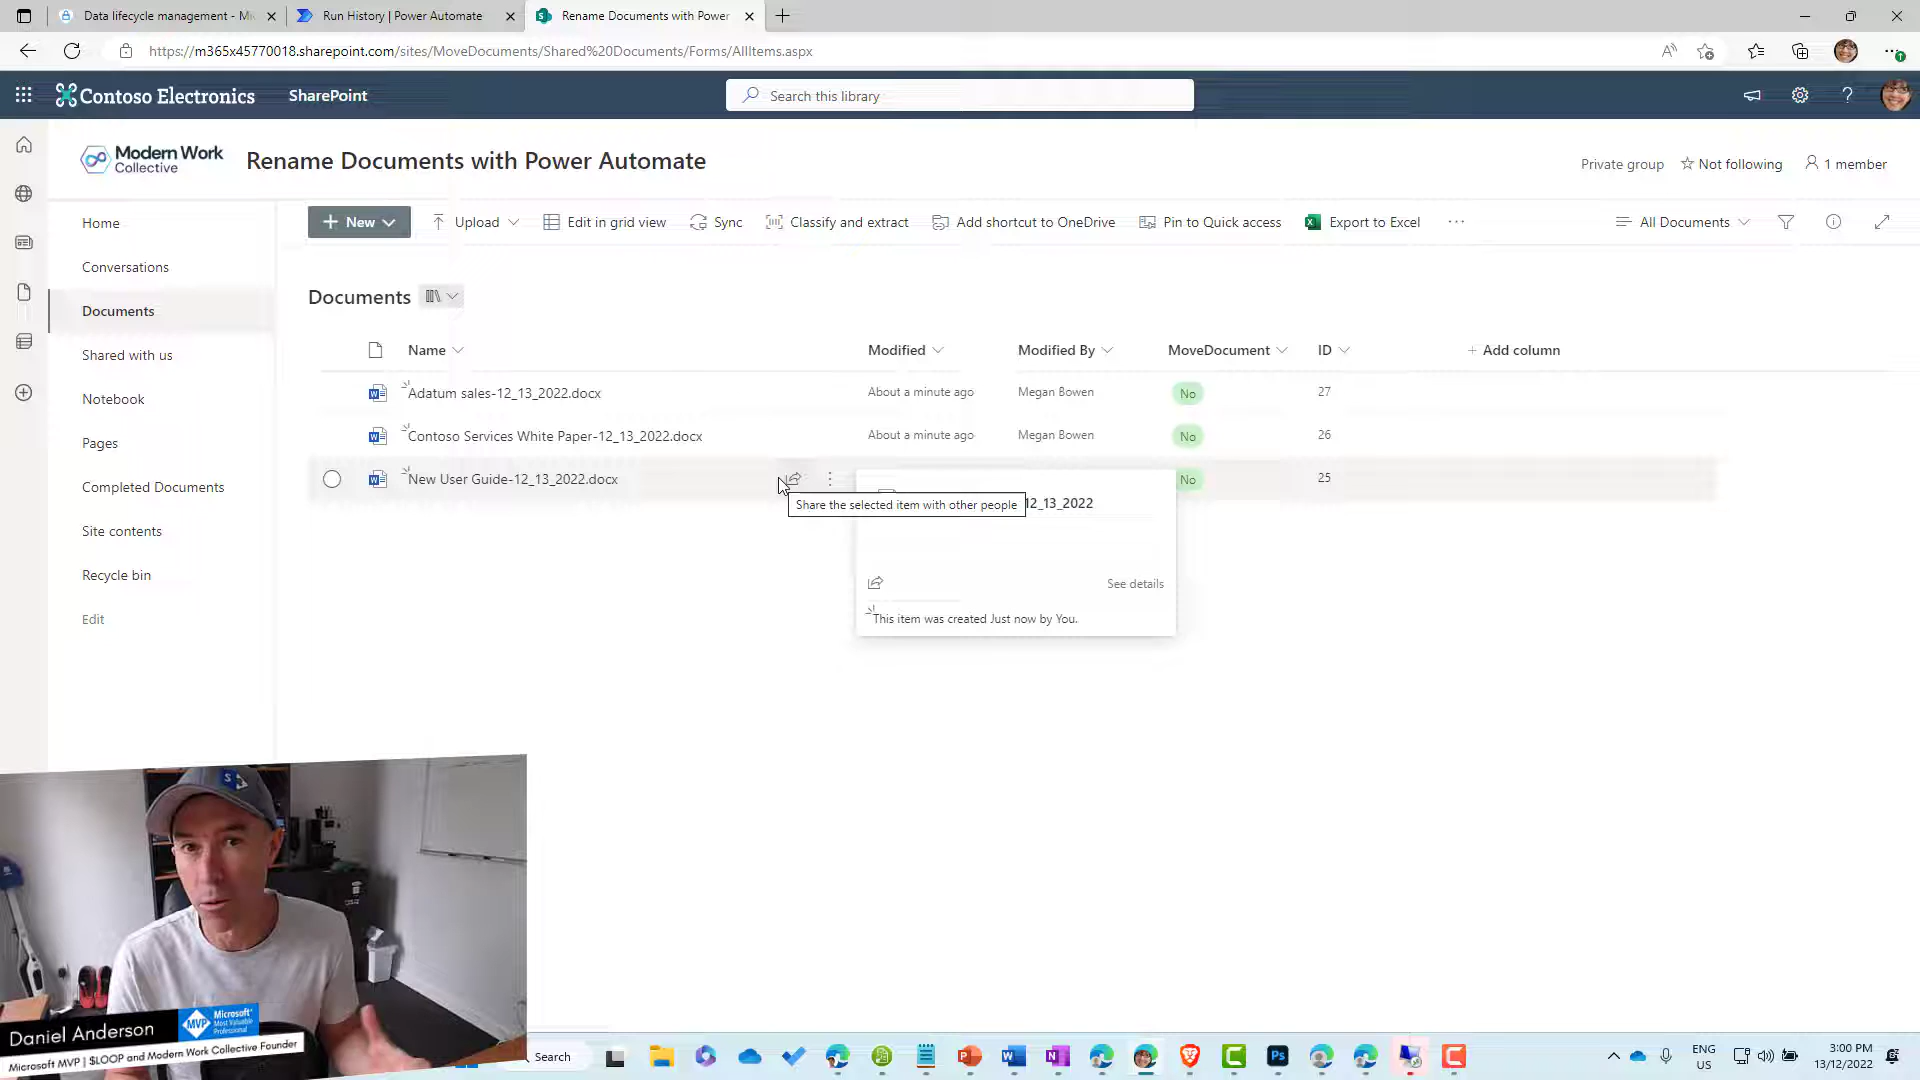 Data lifecycle management - Mi
Run History | Power Automate
Rename Documents with Power
https://m365x45770018.sharepoint.com/sites/MoveDocuments/Shared%20Documents/Forms/AllItems.aspx
Contoso Electronics
SharePoint
Search this library
Modern Work
Collective
Rename Documents with Power Automate
Private group
Not following
1 member
Home
Conversations
Documents
Shared with us
Notebook
Pages
Completed Documents
Site contents
Recycle bin
Edit
New
Upload
Edit in grid view
Sync
Classify and extract
Add shortcut to OneDrive
Pin to Quick access
Export to Excel
All Documents
Documents
Name
Modified
Modified By
MoveDocument
ID
Add column
Adatum sales-12_13_2022.docx
About a minute ago
Megan Bowen
No
27
Contoso Services White Paper-12_13_2022.docx
About a minute ago
Megan Bowen
No
26
New User Guide-12_13_2022.docx
No
25
Share the selected item with other people
12_13_2022
See details
This item was created Just now by You.
Daniel Anderson
MVP
Microsoft
Most Valuable
Professional
Microsoft MVP | $LOOP and Modern Work Collective Founder
Search
ENG
US
3:00 PM
13/12/2022